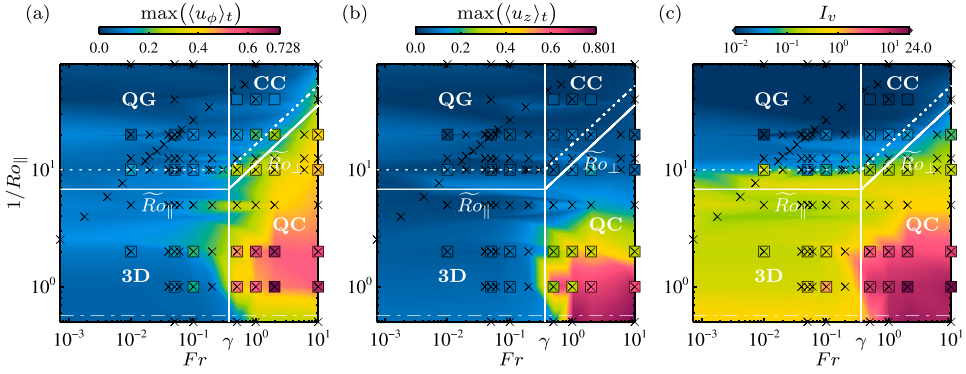 (a) max(⟨u_ϕ⟩_t)
0.0 0.2 0.4 0.728
(b) max(⟨u_z⟩_t)
0.0 0.2 0.4 0.801
(c) I_v
10^−2 10^−1 10^0 10^1 24.0
1/Ro_∥
10^1
10^0
QG CC
R̃o_⊥
R̃o_∥
QC
3D
10^−3 10^−2 10^−1 γ 10^0 10^1
Fr
QG CC
R̃o_⊥
R̃o_∥
QC
3D
10^−3 10^−2 10^−1 γ 10^0 10^1
Fr
QG CC
R̃o_⊥
R̃o_∥
QC
3D
10^−3 10^−2 10^−1 γ 10^0 10^1
Fr